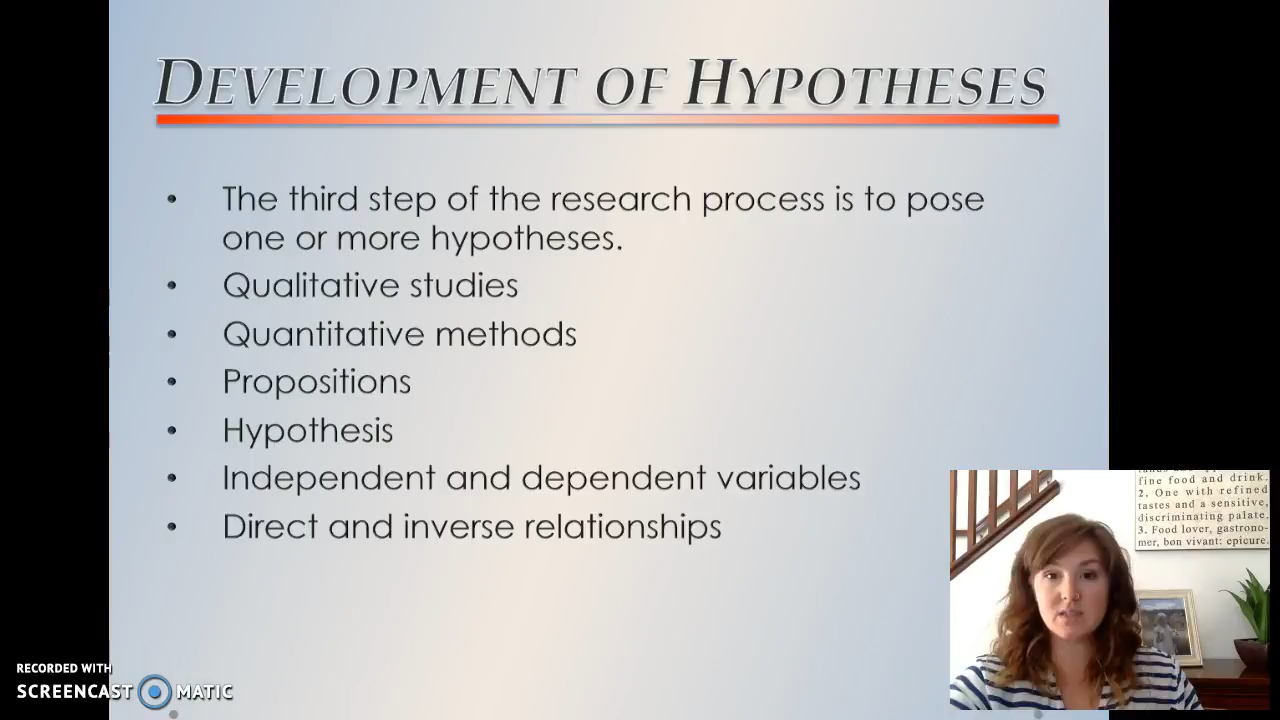 DEVELOPMENT OF HYPOTHESES
• The third step of the research process is to pose
one or more hypotheses.
• Qualitative studies
• Quantitative methods
• Propositions
• Hypothesis
• Independent and dependent variables
• Direct and inverse relationships
fine food and drink.
2. One with refined
tastes and a sensitive,
discriminating palate.
3. Food lover, gastrono-
mer, bon vivant: epicure.
RECORDED WITH
SCREENCAST MATIC